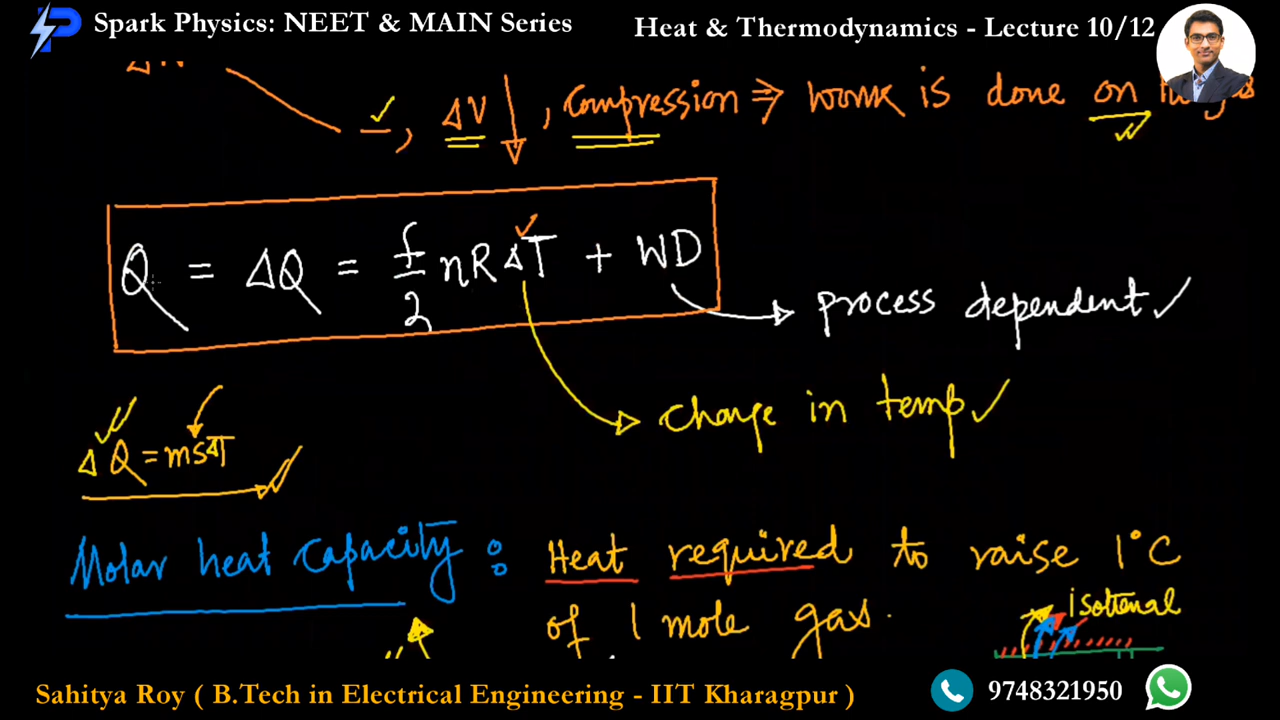 Spark Physics: NEET & MAIN Series
Heat & Thermodynamics - Lecture 10/12
–, ΔV ↓, Compression ⇒ work is done on
Q = ΔQ = f/2 nRΔT + WD
process dependent ✓
change in temp ✓
ΔQ = msΔT
Molar heat capacity : Heat required to raise 1°C
of 1 mole gas.
isothemal
Sahitya Roy ( B.Tech in Electrical Engineering - IIT Kharagpur )
9748321950